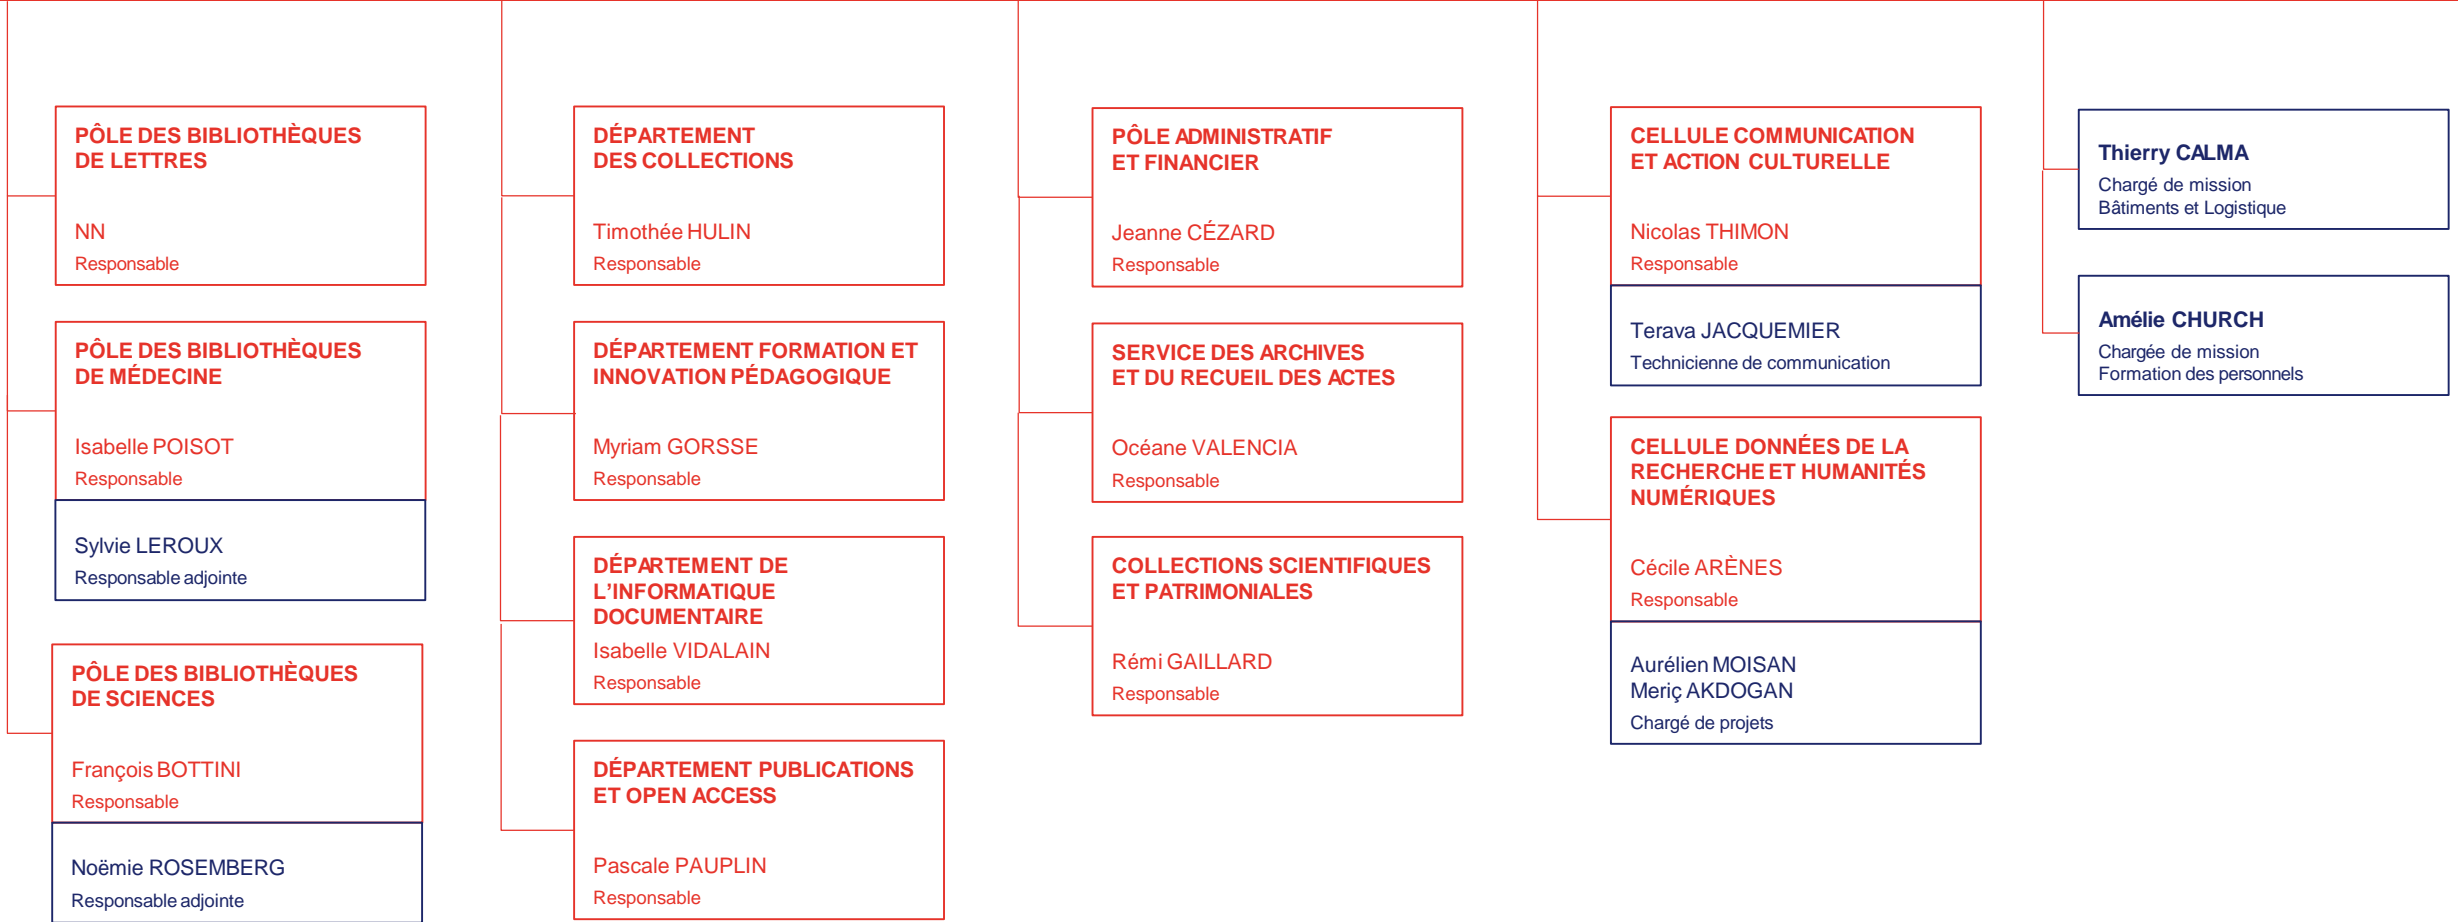 PÔLE DES BIBLIOTHÈQUES
DE LETTRES
NN
Responsable
PÔLE DES BIBLIOTHÈQUES
DE MÉDECINE
Isabelle POISOT
Responsable
Sylvie LEROUX
Responsable adjointe
PÔLE DES BIBLIOTHÈQUES
DE SCIENCES
François BOTTINI
Responsable
Noëmie ROSEMBERG
Responsable adjointe
DÉPARTEMENT
DES COLLECTIONS
Timothée HULIN
Responsable
DÉPARTEMENT FORMATION ET
INNOVATION PÉDAGOGIQUE
Myriam GORSSE
Responsable
DÉPARTEMENT DE
L’INFORMATIQUE
DOCUMENTAIRE
Isabelle VIDALAIN
Responsable
DÉPARTEMENT PUBLICATIONS
ET OPEN ACCESS
Pascale PAUPLIN
Responsable
PÔLE ADMINISTRATIF
ET FINANCIER
Jeanne CÉZARD
Responsable
SERVICE DES ARCHIVES
ET DU RECUEIL DES ACTES
Océane VALENCIA
Responsable
COLLECTIONS SCIENTIFIQUES
ET PATRIMONIALES
Rémi GAILLARD
Responsable
CELLULE COMMUNICATION
ET ACTION CULTURELLE
Nicolas THIMON
Responsable
Terava JACQUEMIER
Technicienne de communication
CELLULE DONNÉES DE LA
RECHERCHE ET HUMANITÉS
NUMÉRIQUES
Cécile ARÈNES
Responsable
Aurélien MOISAN
Meriç AKDOGAN
Chargé de projets
Thierry CALMA
Chargé de mission
Bâtiments et Logistique
Amélie CHURCH
Chargée de mission
Formation des personnels